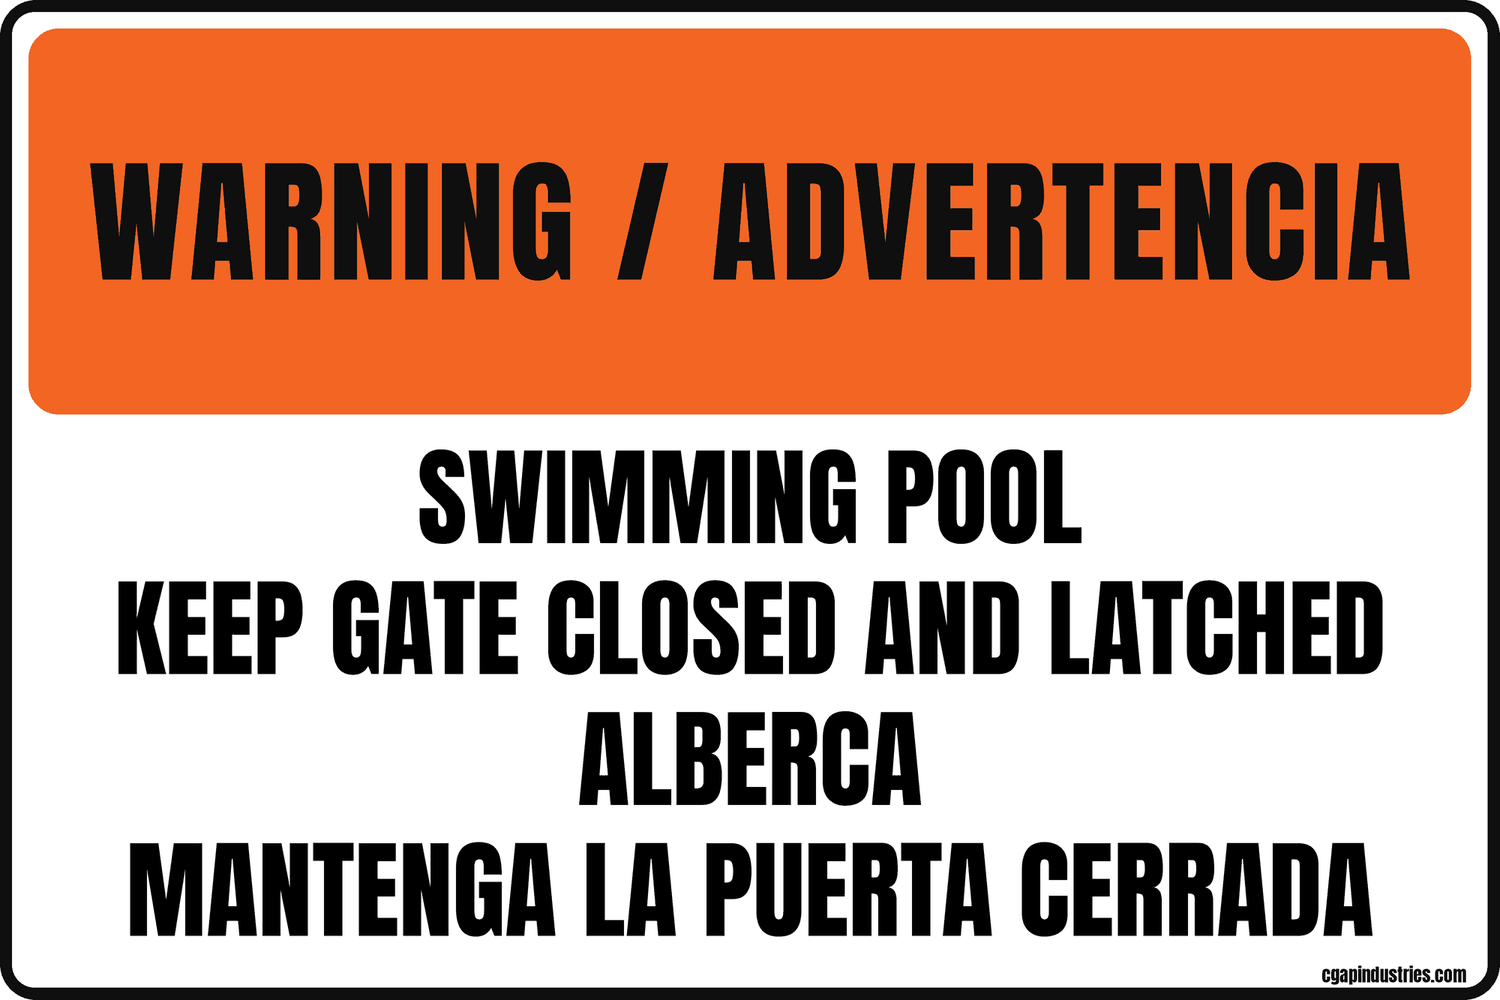 WARNING / ADVERTENCIA
SWIMMING POOL
KEEP GATE CLOSED AND LATCHED
ALBERCA
MANTENGA LA PUERTA CERRADA
cgapindustries.com